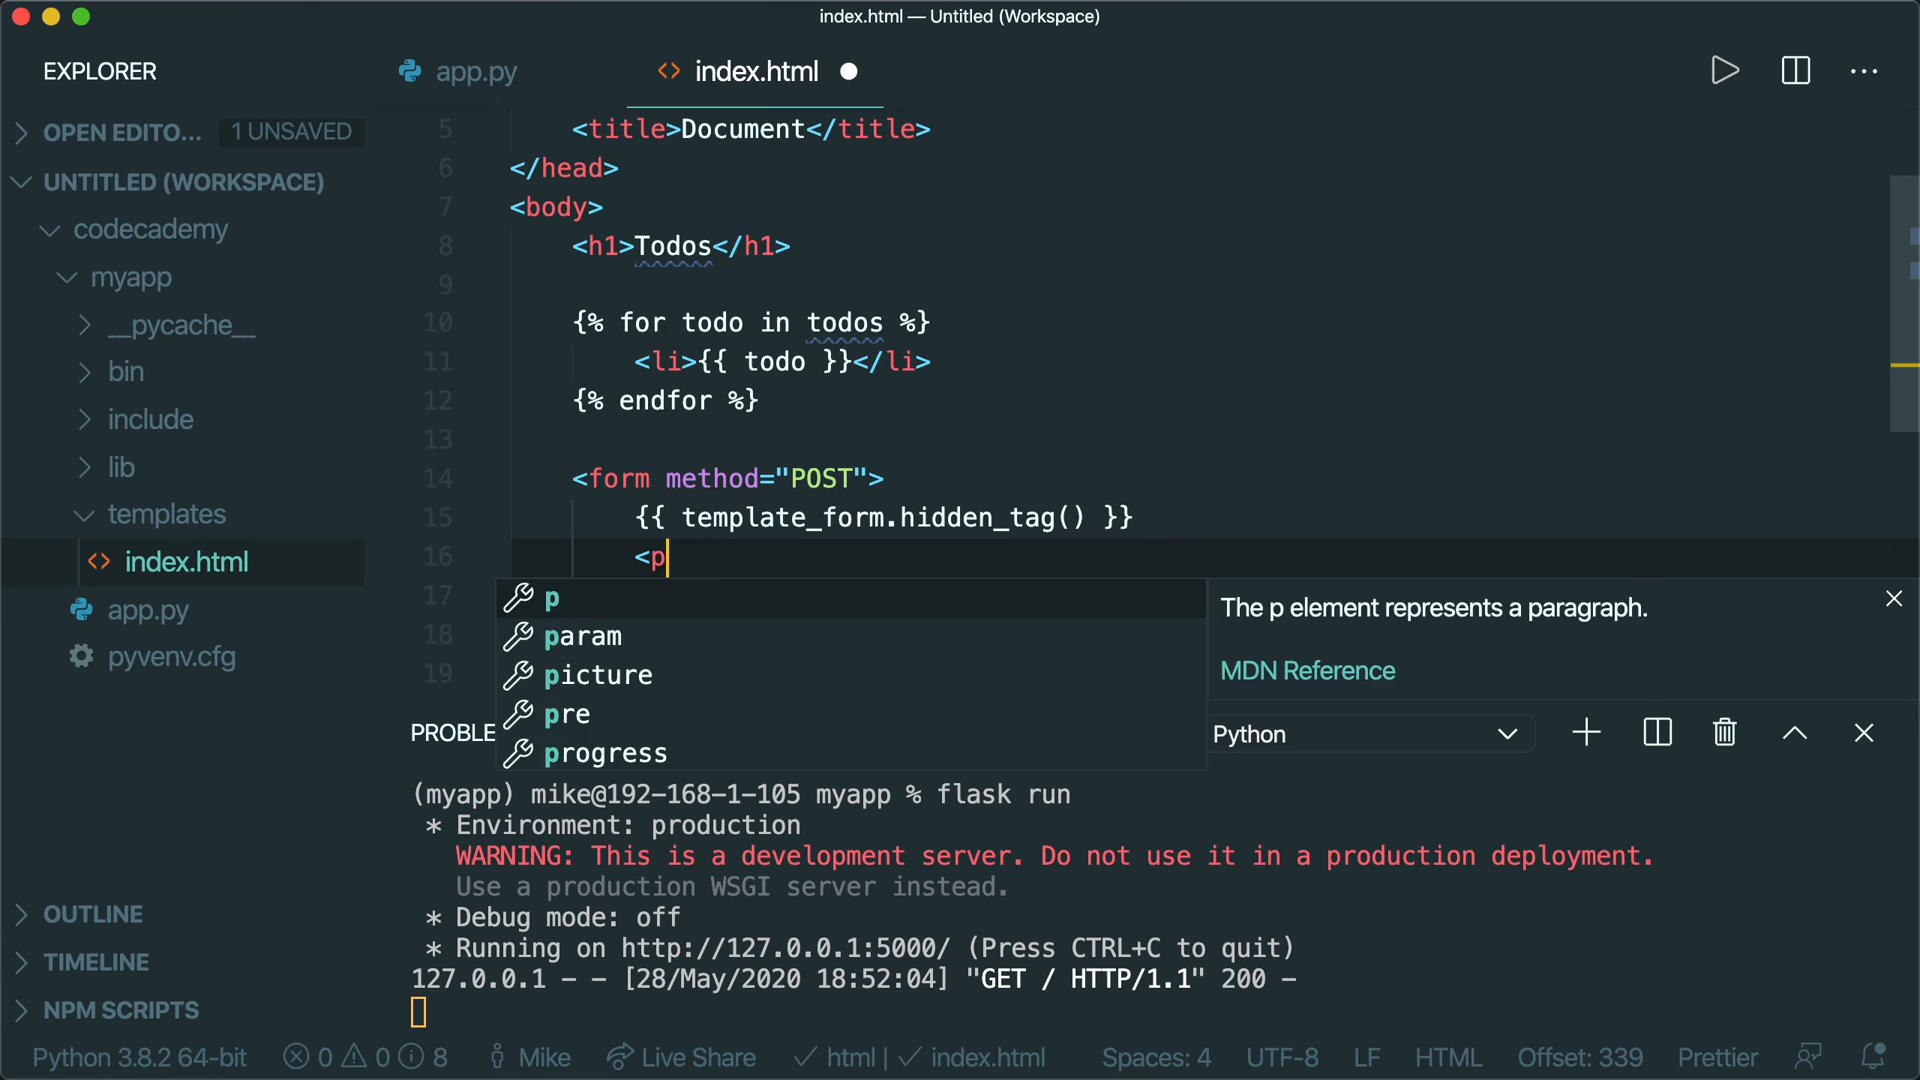 index.html — Untitled (Workspace)
EXPLORER
app.py
index.html
OPEN EDITO... 1 UNSAVED
UNTITLED (WORKSPACE)
codecademy
myapp
__pycache__
bin
include
lib
templates
index.html
app.py
pyvenv.cfg
OUTLINE
TIMELINE
NPM SCRIPTS
5 <title>Document</title>
6 </head>
7 <body>
8 <h1>Todos</h1>
9
10 {% for todo in todos %}
11 <li>{{ todo }}</li>
12 {% endfor %}
13
14 <form method="POST">
15 {{ template_form.hidden_tag() }}
16 <p
17
18
19
p
param
picture
pre
progress
The p element represents a paragraph.
MDN Reference
PROBLE
Python
(myapp) mike@192-168-1-105 myapp % flask run
* Environment: production
WARNING: This is a development server. Do not use it in a production deployment.
Use a production WSGI server instead.
* Debug mode: off
* Running on http://127.0.0.1:5000/ (Press CTRL+C to quit)
127.0.0.1 - - [28/May/2020 18:52:04] "GET / HTTP/1.1" 200 -
Python 3.8.2 64-bit 0 0 8 Mike Live Share html | index.html Spaces: 4 UTF-8 LF HTML Offset: 339 Prettier